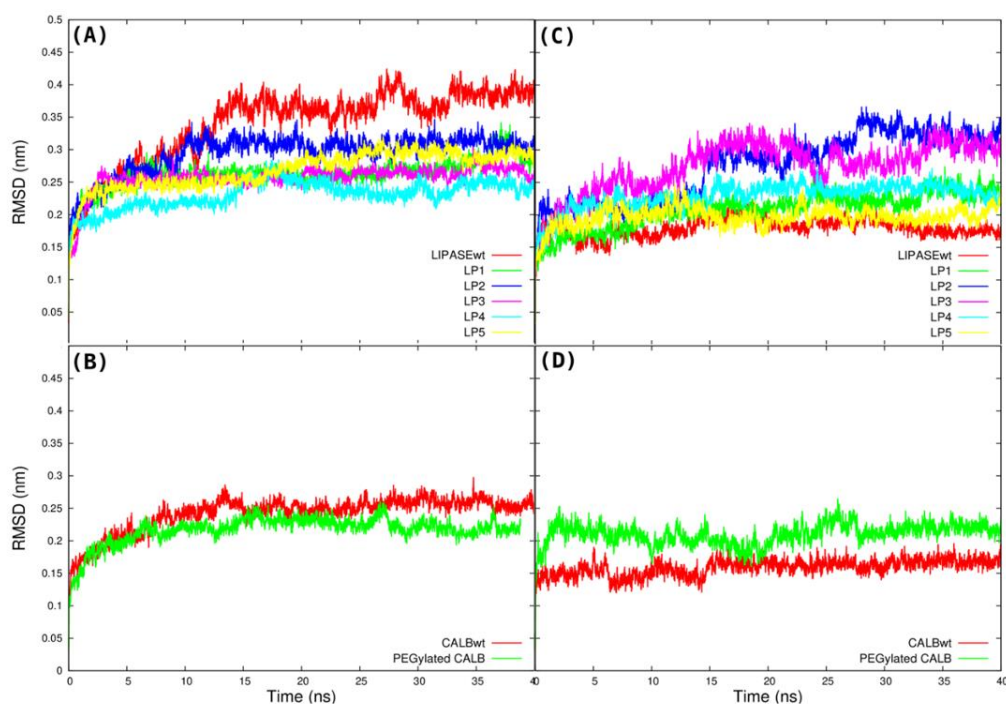 (A)
(C)
0.5
0.45
0.4
0.35
0.3
0.25
0.2
0.15
0.1
0.05
RMSD (nm)
LIPASEwt
LP1
LP2
LP3
LP4
LP5
LIPASEwt
LP1
LP2
LP3
LP4
LP5
(B)
(D)
0.45
0.4
0.35
0.3
0.25
0.2
0.15
0.1
0.05
0
RMSD (nm)
CALBwt
PEGylated CALB
CALBwt
PEGylated CALB
0 5 10 15 20 25 30 35 4
0 5 10 15 20 25 30 35 40
Time (ns)
Time (ns)